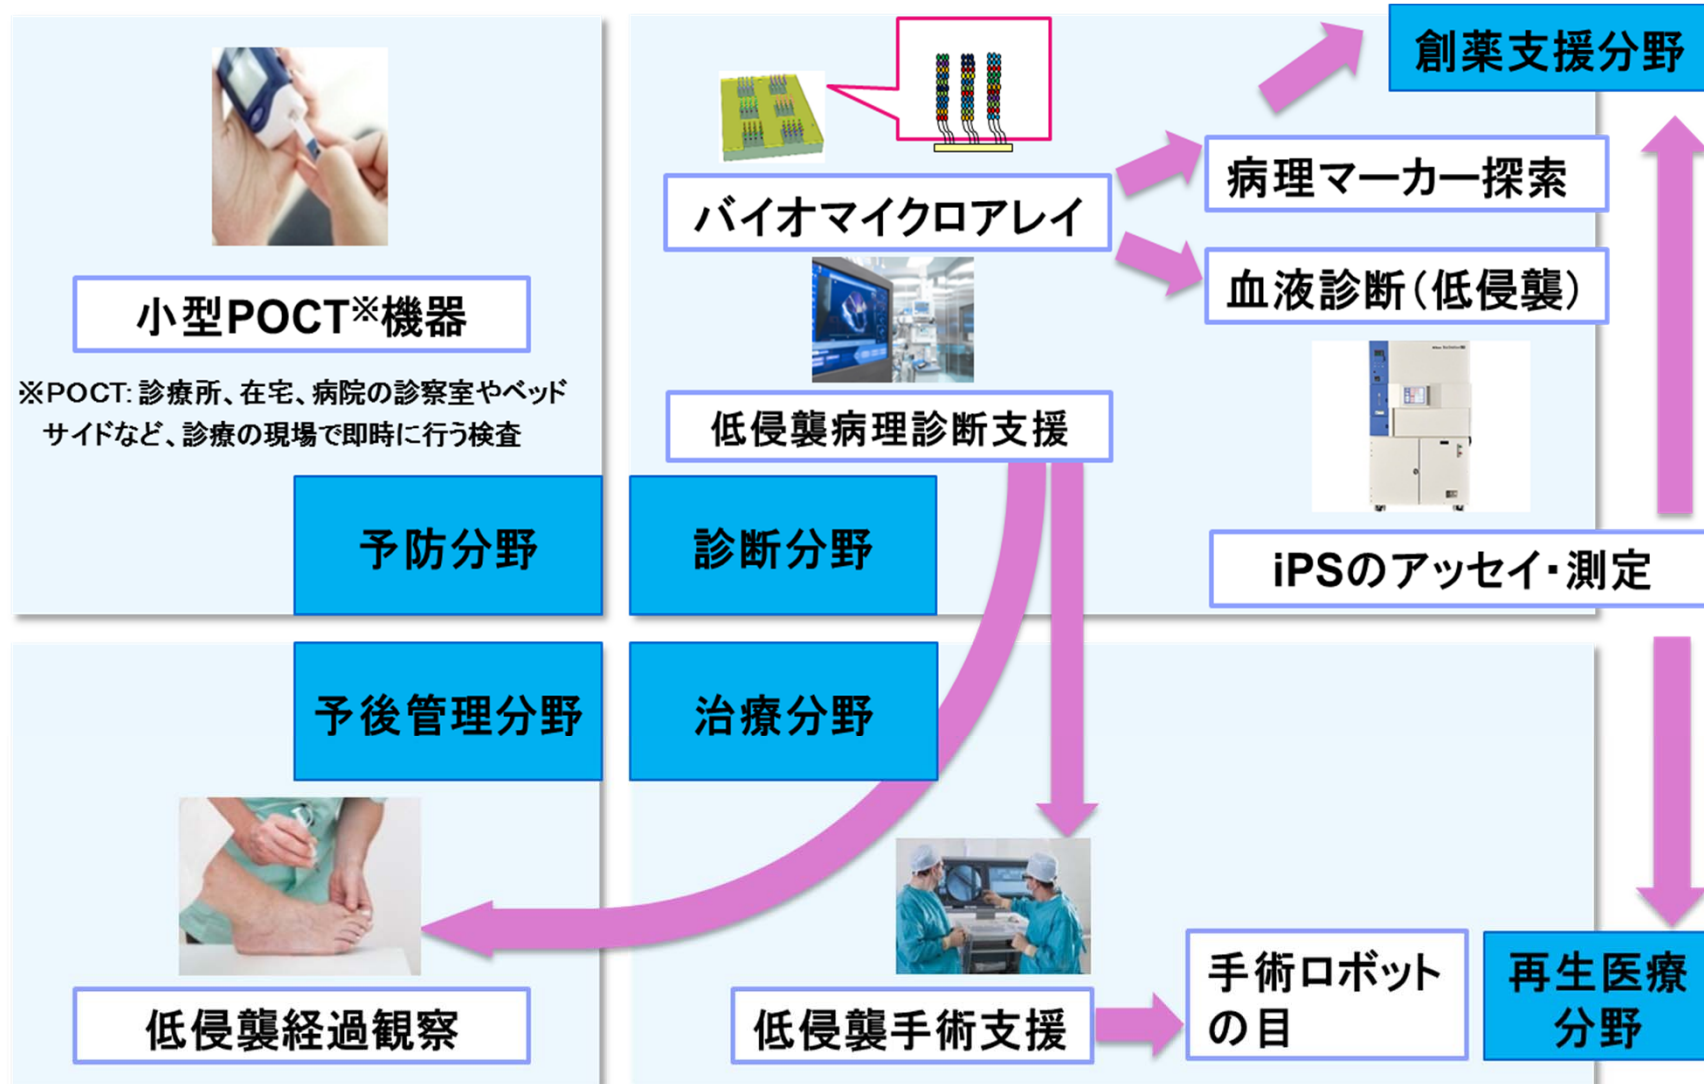 創薬支援分野
バイオマイクロアレイ
病理マーカー探索
血液診断(低侵襲)
小型POCT※機器
※POCT: 診療所、在宅、病院の診察室やベッド
サイドなど、診療の現場で即時に行う検査
低侵襲病理診断支援
予防分野
診断分野
iPSのアッセイ・測定
予後管理分野
治療分野
低侵襲経過観察
低侵襲手術支援
手術ロボット
の目
再生医療
分野